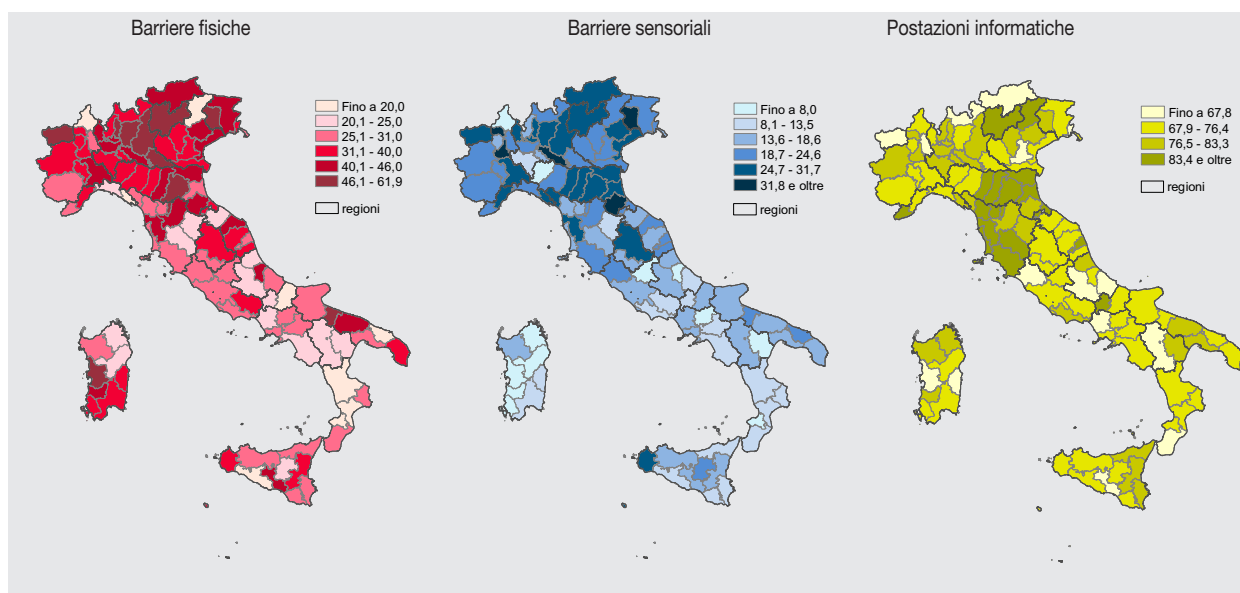 Barriere fisiche
Fino a 20,0
20,1 - 25,0
25,1 - 31,0
31,1 - 40,0
40,1 - 46,0
46,1 - 61,9
regioni
Barriere sensoriali
Fino a 8,0
8,1 - 13,5
13,6 - 18,6
18,7 - 24,6
24,7 - 31,7
31,8 e oltre
regioni
Postazioni informatiche
Fino a 67,8
67,9 - 76,4
76,5 - 83,3
83,4 e oltre
regioni